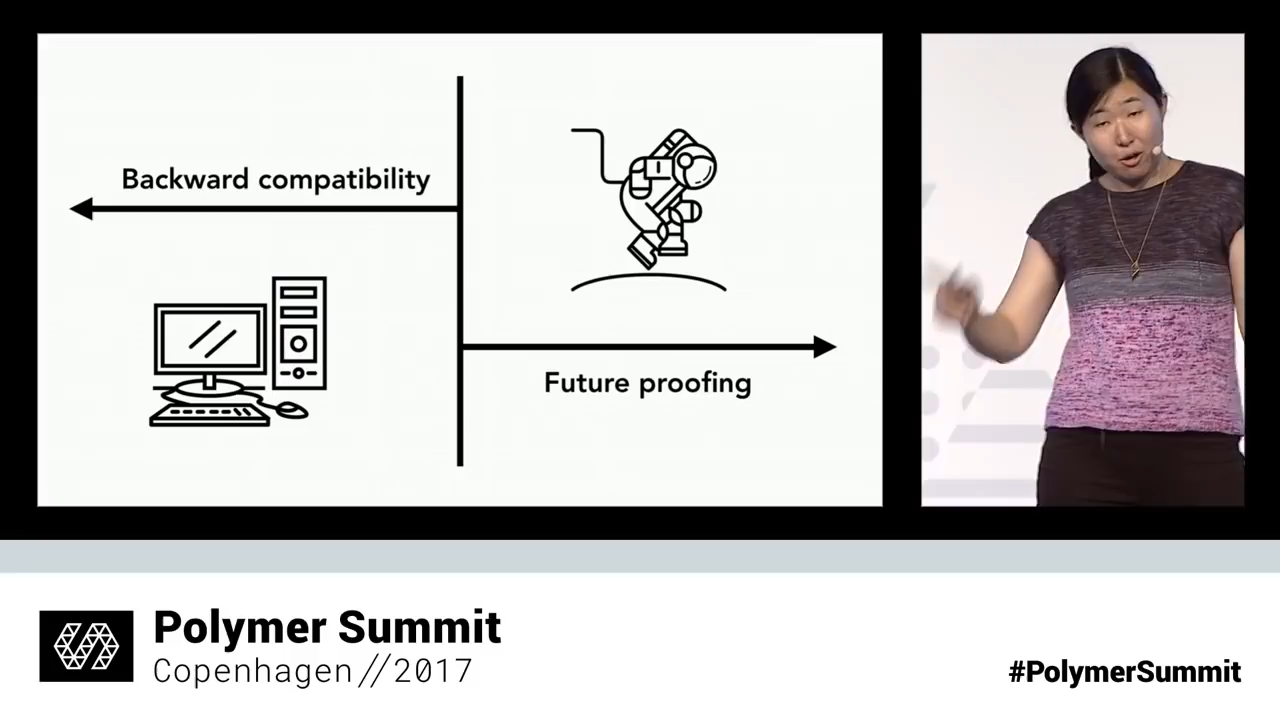 Backward compatibility
Future proofing
Polymer Summit
Copenhagen//2017
#PolymerSummit